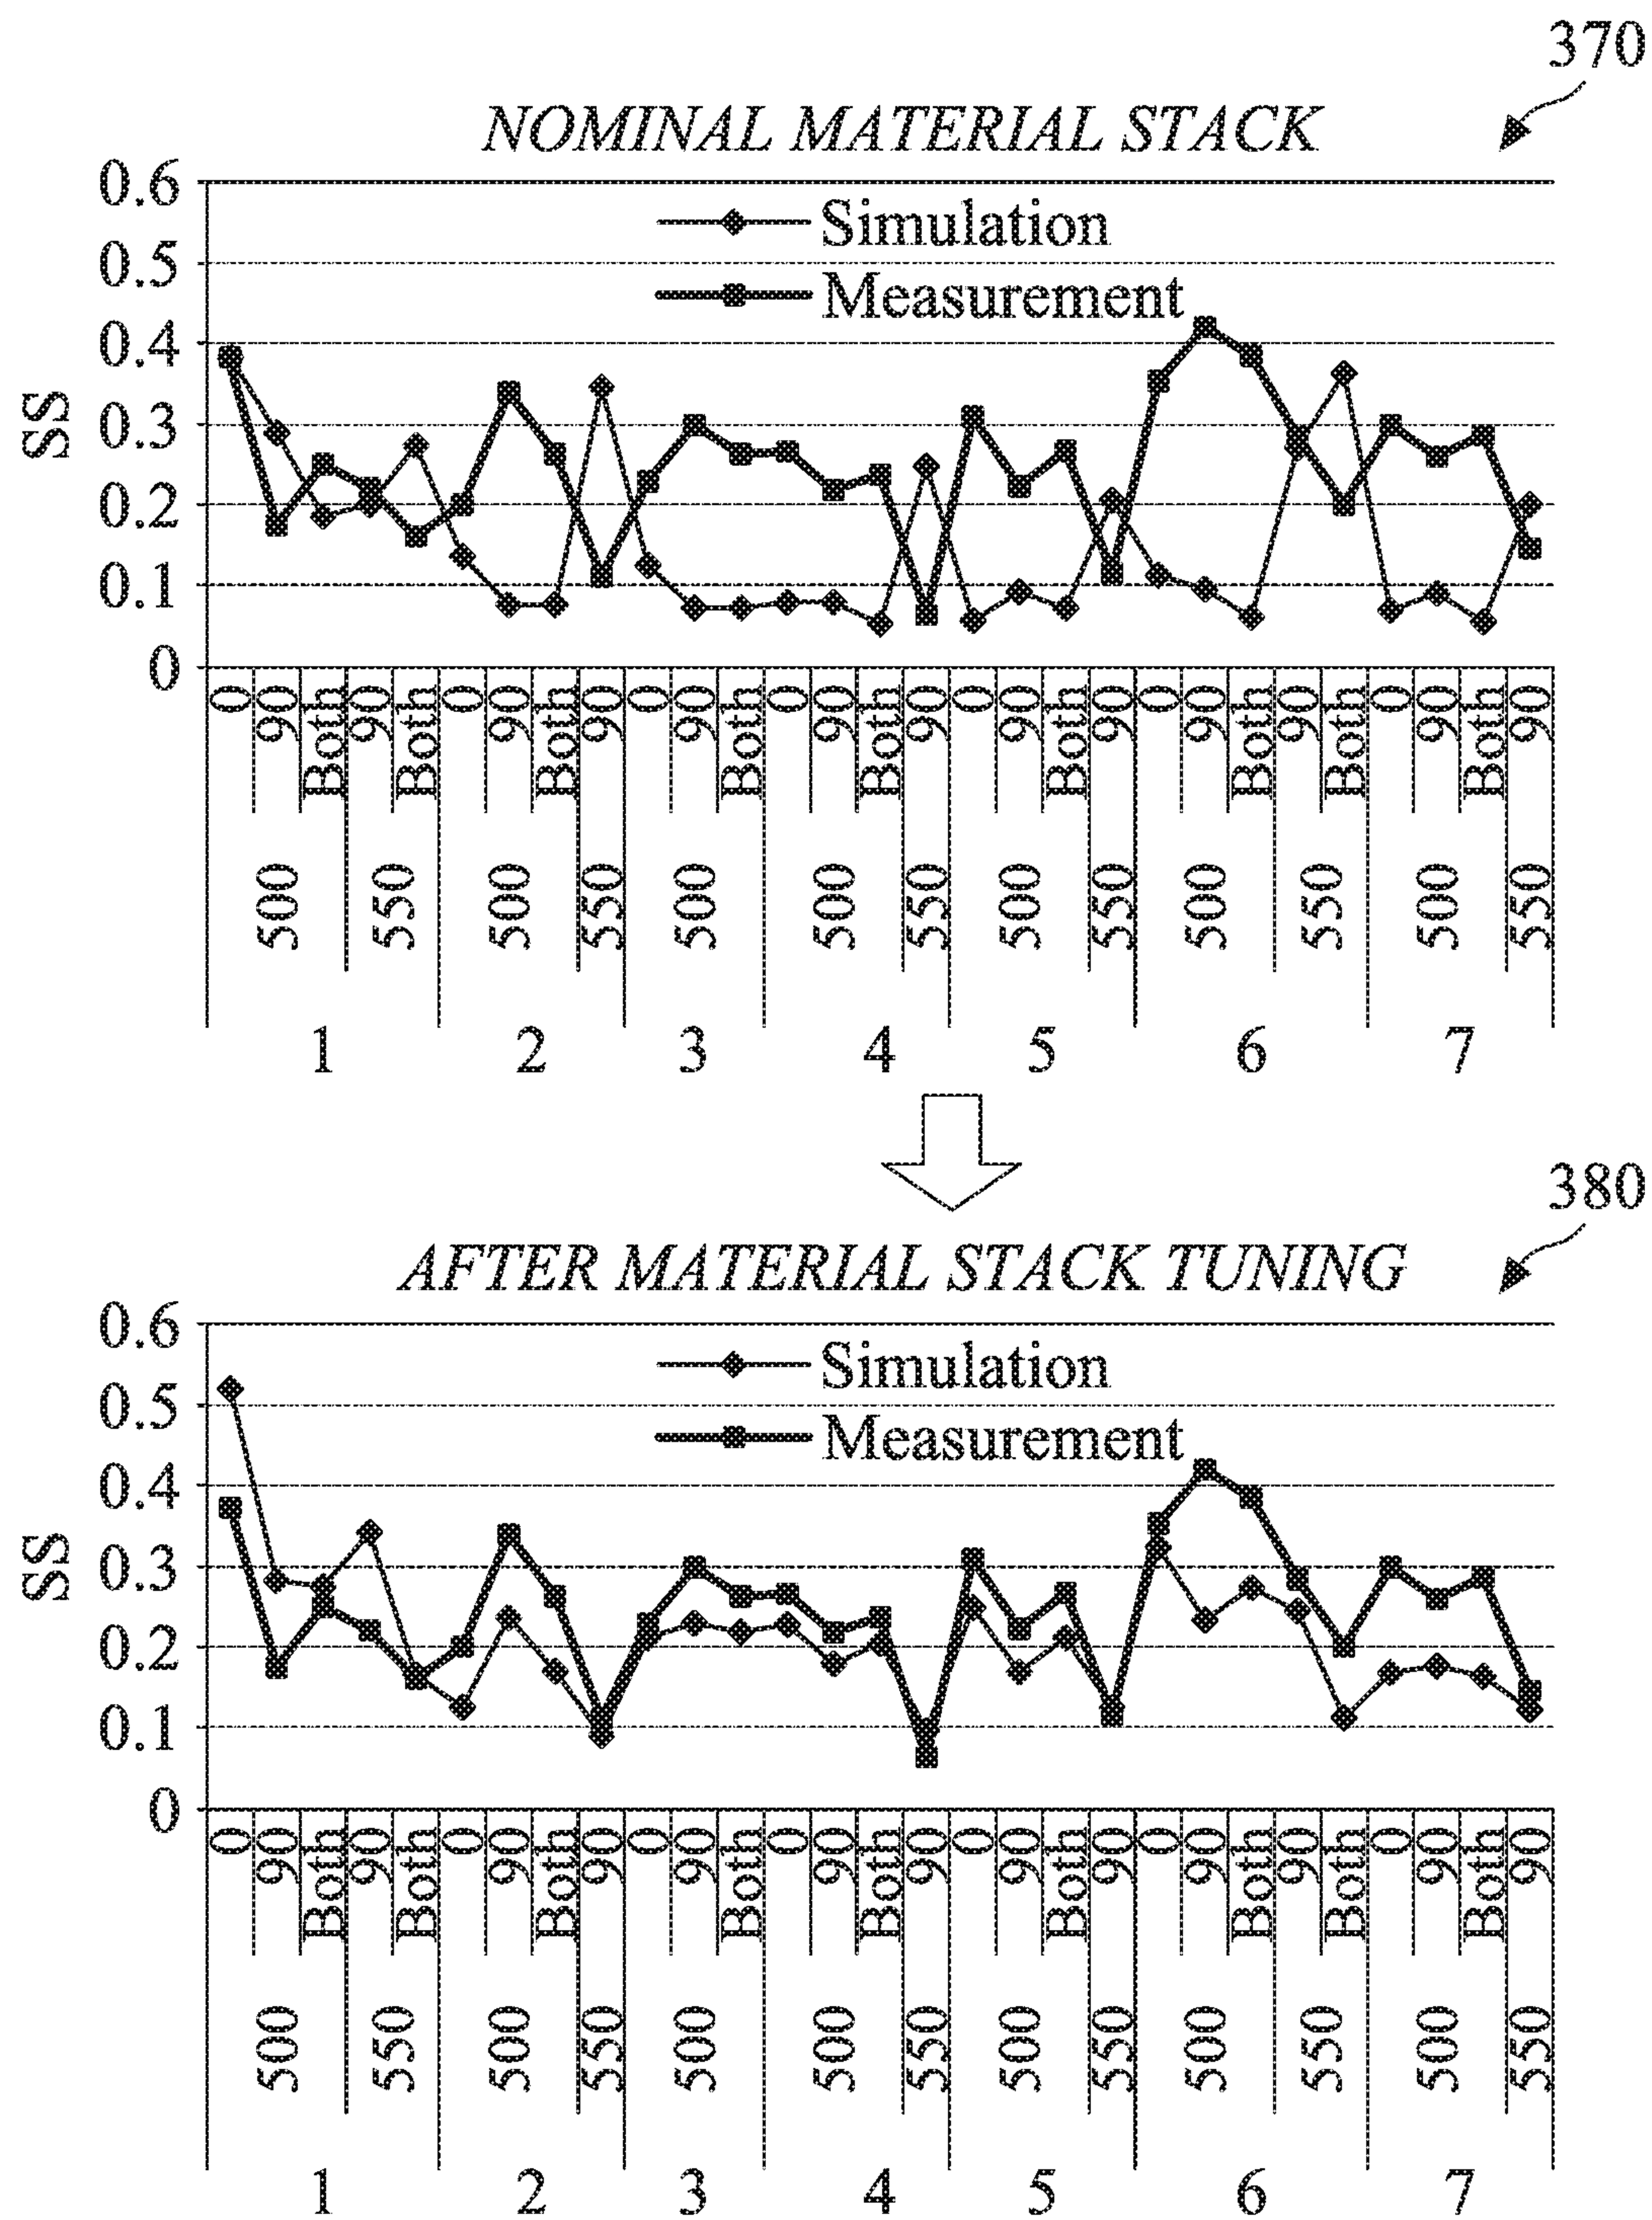 370
NOMINAL MATERIAL STACK
0.6
0.5
0.4
0.3
0.2
0.1
0
SS
Simulation
Measurement
0 90 Both 90 Both 0 90 Both 90 0 90 Both 0 90 Both 90 0 90 Both 90 0 90 Both 90 Both 0 90 Both 90
500 550 500 550 500 500 550 500 550 500 550 500 550
1 2 3 4 5 6 7
380
AFTER MATERIAL STACK TUNING
0.6
0.5
0.4
0.3
0.2
0.1
0
SS
Simulation
Measurement
0 90 Both 90 Both 0 90 Both 90 0 90 Both 0 90 Both 90 0 90 Both 90 0 90 Both 90 Both 0 90 Both 90
500 550 500 550 500 500 550 500 550 500 550 500 550
1 2 3 4 5 6 7